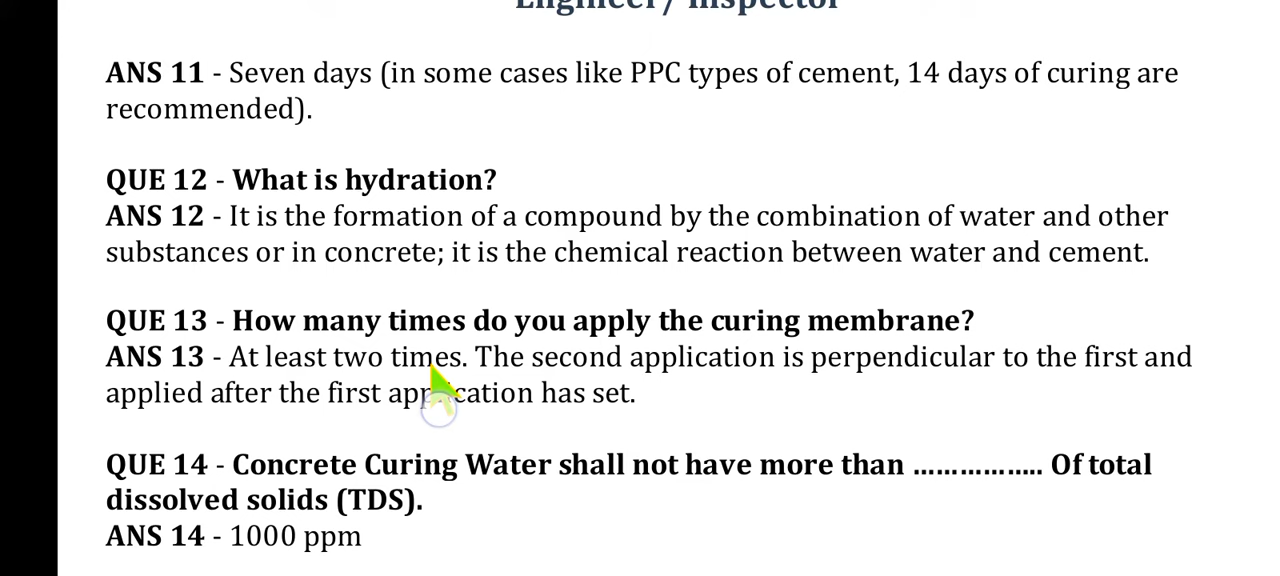 Engineer/ Inspector
ANS 11 - Seven days (in some cases like PPC types of cement, 14 days of curing are
recommended).
QUE 12 - What is hydration?
ANS 12 - It is the formation of a compound by the combination of water and other
substances or in concrete; it is the chemical reaction between water and cement.
QUE 13 - How many times do you apply the curing membrane?
ANS 13 - At least two times. The second application is perpendicular to the first and
applied after the first application has set.
QUE 14 - Concrete Curing Water shall not have more than ................. Of total
dissolved solids (TDS).
ANS 14 - 1000 ppm